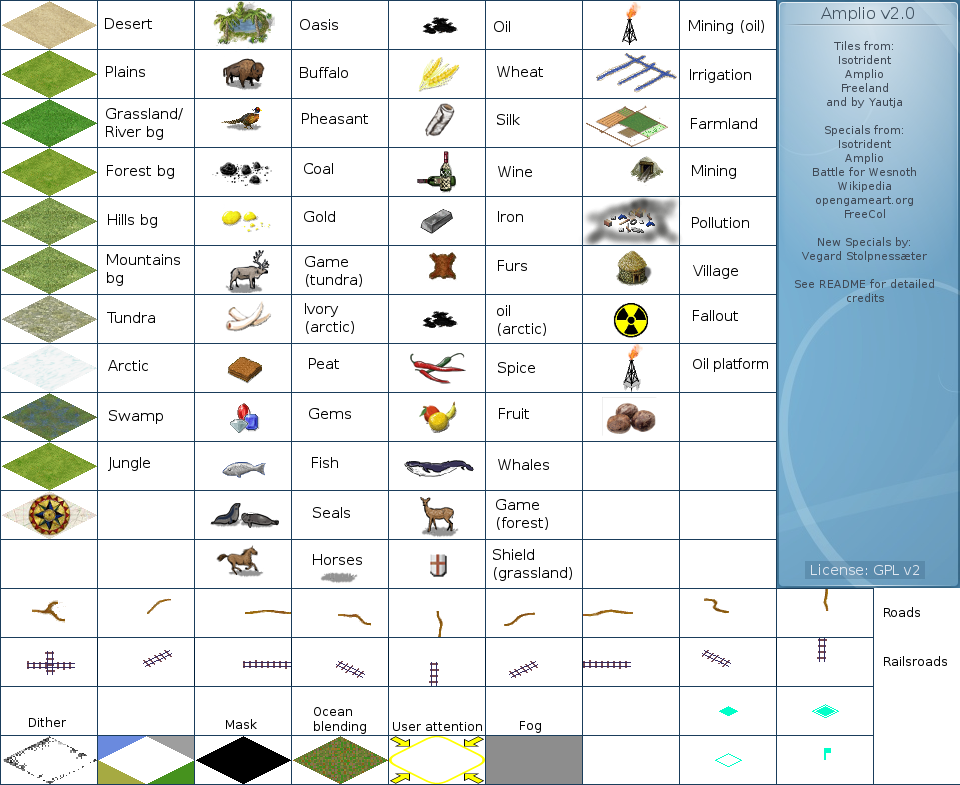 Desert
Oasis
Oil
Mining (oil)
Plains
Buffalo
Wheat
Irrigation
Grassland/
River bg
Pheasant
Silk
Farmland
Forest bg
Coal
Wine
Mining
Hills bg
Gold
Iron
Pollution
Mountains
bg
Game
(tundra)
Furs
Village
Tundra
Ivory
(arctic)
oil
(arctic)
Fallout
Arctic
Peat
Spice
Oil platform
Swamp
Gems
Fruit
Jungle
Fish
Whales
Seals
Game
(forest)
Horses
Shield
(grassland)
Amplio v2.0
Tiles from:
Isotrident
Amplio
Freeland
and by Yautja
Specials from:
Isotrident
Amplio
Battle for Wesnoth
Wikipedia
opengameart.org
FreeCol
New Specials by:
Vegard Stolpnessæter
See README for detailed
credits
License: GPL v2
Roads
Railsroads
Dither
Mask
Ocean
blending
User attention
Fog